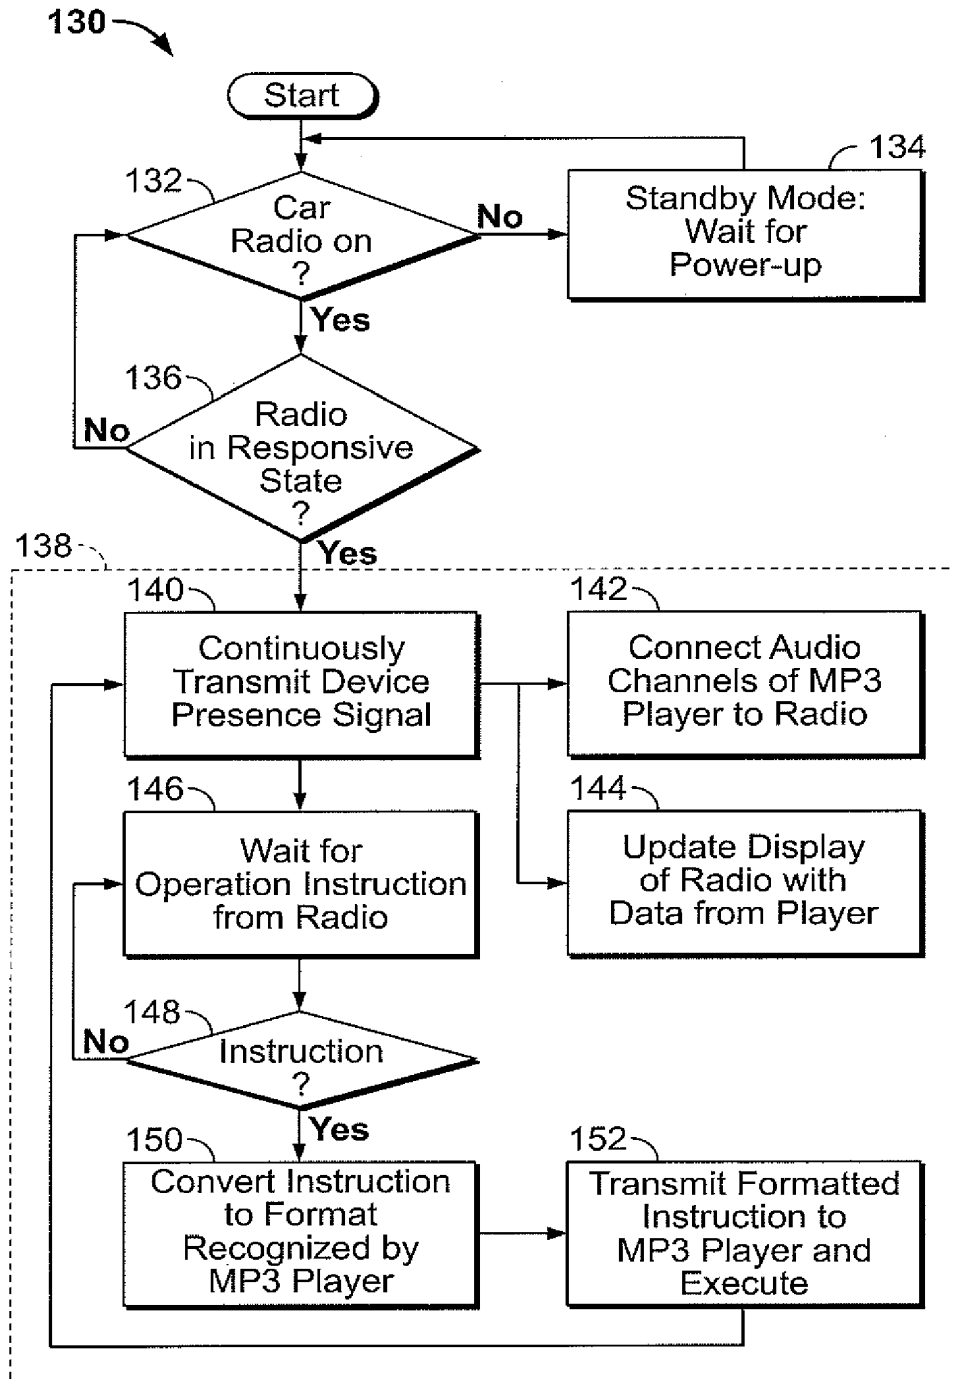 130
Start
134
132
Car
Radio on
?
No
Standby Mode:
Wait for
Power-up
Yes
136
Radio
in Responsive
State
?
No
Yes
138
140
Continuously
Transmit Device
Presence Signal
142
Connect Audio
Channels of MP3
Player to Radio
146
Wait for
Operation Instruction
from Radio
144
Update Display
of Radio with
Data from Player
148
Instruction
?
No
Yes
150
Convert Instruction
to Format
Recognized by
MP3 Player
152
Transmit Formatted
Instruction to
MP3 Player and
Execute